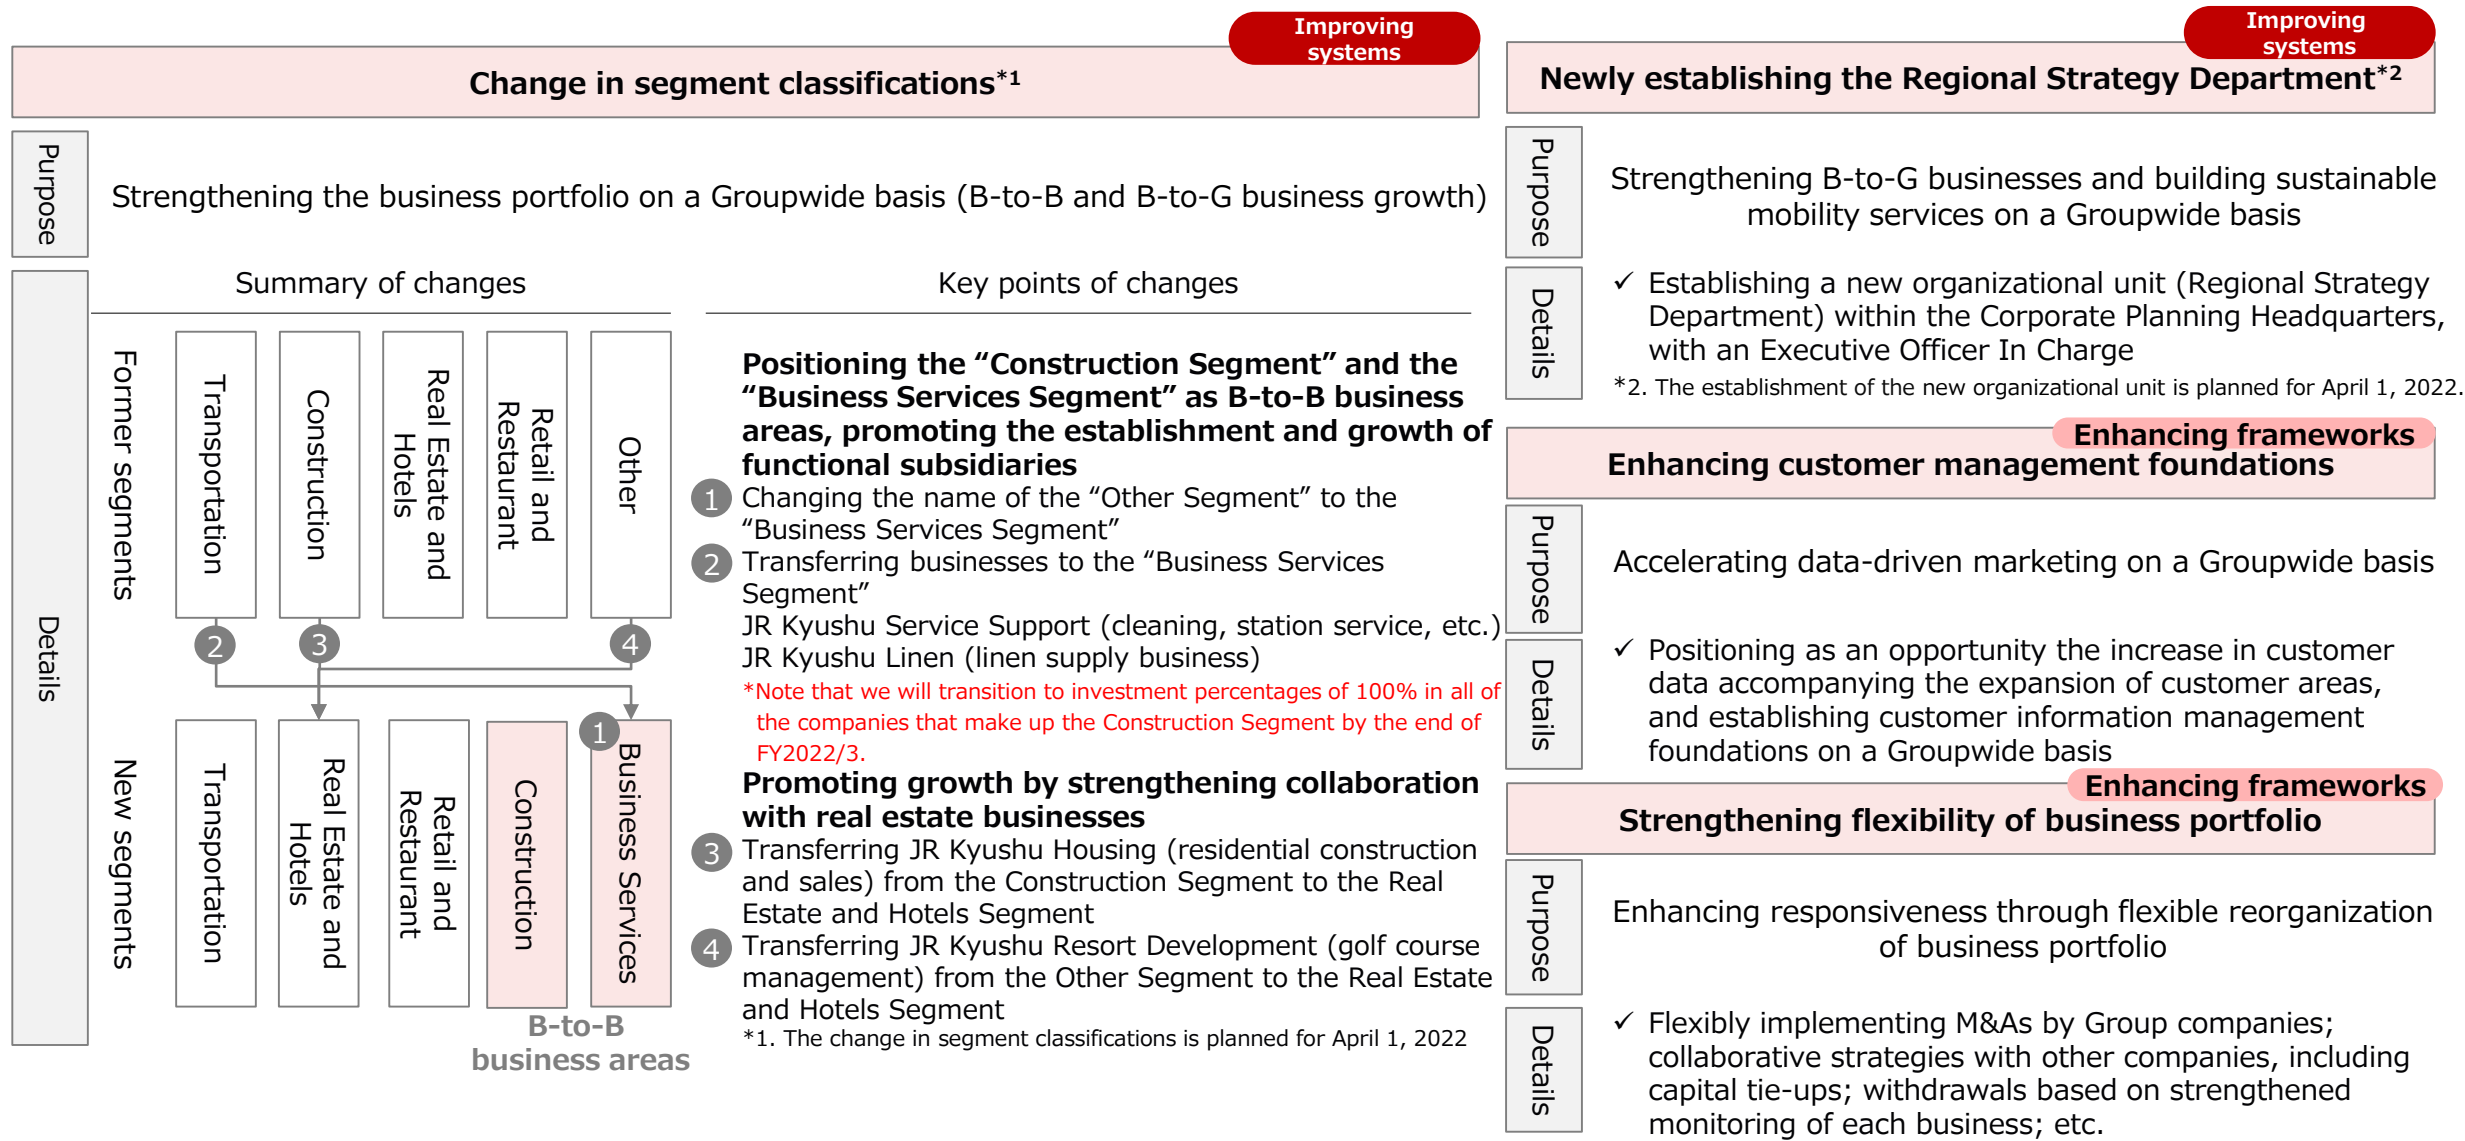 Improving
systems
Change in segment classifications*1
Purpose
Strengthening the business portfolio on a Groupwide basis (B-to-B and B-to-G business growth)
Details
Summary of changes
Former segments
Transportation
Construction
Real Estate and
Hotels
Retail and
Restaurant
Other
2
3
4
1
New segments
Transportation
Real Estate and
Hotels
Retail and
Restaurant
Construction
Business Services
B-to-B
business areas
Key points of changes
Positioning the “Construction Segment” and the
“Business Services Segment” as B-to-B business
areas, promoting the establishment and growth of
functional subsidiaries
1 Changing the name of the “Other Segment” to the
“Business Services Segment”
2 Transferring businesses to the “Business Services
Segment”
JR Kyushu Service Support (cleaning, station service, etc.)
JR Kyushu Linen (linen supply business)
*Note that we will transition to investment percentages of 100% in all of
the companies that make up the Construction Segment by the end of
FY2022/3.
Promoting growth by strengthening collaboration
with real estate businesses
3 Transferring JR Kyushu Housing (residential construction
and sales) from the Construction Segment to the Real
Estate and Hotels Segment
4 Transferring JR Kyushu Resort Development (golf course
management) from the Other Segment to the Real Estate
and Hotels Segment
*1. The change in segment classifications is planned for April 1, 2022
Improving
systems
Newly establishing the Regional Strategy Department*2
Purpose
Strengthening B-to-G businesses and building sustainable
mobility services on a Groupwide basis
Details
✓ Establishing a new organizational unit (Regional Strategy
Department) within the Corporate Planning Headquarters,
with an Executive Officer In Charge
*2. The establishment of the new organizational unit is planned for April 1, 2022.
Enhancing frameworks
Enhancing customer management foundations
Purpose
Accelerating data-driven marketing on a Groupwide basis
Details
✓ Positioning as an opportunity the increase in customer
data accompanying the expansion of customer areas,
and establishing customer information management
foundations on a Groupwide basis
Enhancing frameworks
Strengthening flexibility of business portfolio
Purpose
Enhancing responsiveness through flexible reorganization
of business portfolio
Details
✓ Flexibly implementing M&As by Group companies;
collaborative strategies with other companies, including
capital tie-ups; withdrawals based on strengthened
monitoring of each business; etc.